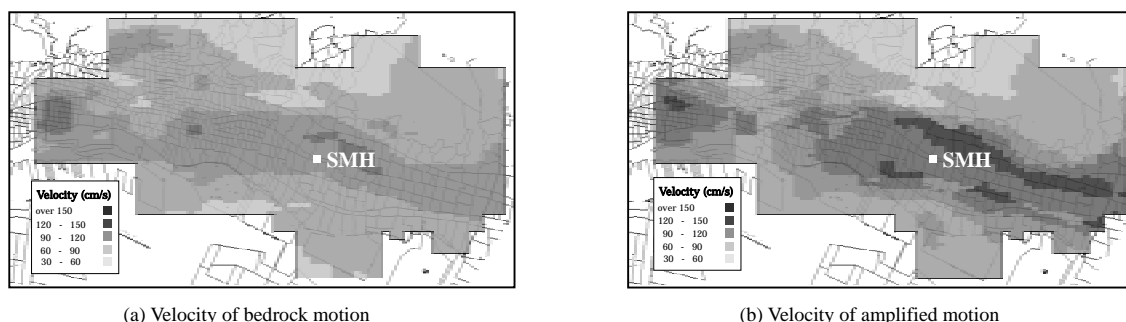 SMH
Velocity (cm/s)
over 150
120 - 150
90 - 120
60 - 90
30 - 60
(a) Velocity of bedrock motion
SMH
Velocity (cm/s)
over 150
120 - 150
90 - 120
60 - 90
30 - 60
(b) Velocity of amplified motion